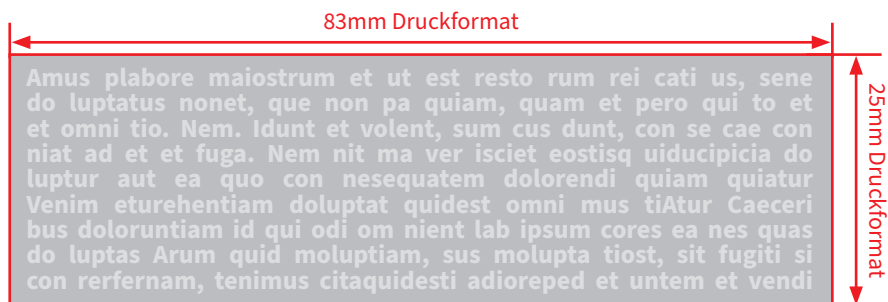 83mm Druckformat
Amus plabore maiostrum et ut est resto rum rei cati us, sene
do luptatus nonet, que non pa quiam, quam et pero qui to et
et omni tio. Nem. Idunt et volent, sum cus dunt, con se cae con
niat ad et et fuga. Nem nit ma ver isciet eostisq uiducipicia do
luptur aut ea quo con nesequatem dolorendi quiam quiatur
Venim eturehentiam doluptat quidest omni mus tiAtur Caeceri
bus doloruntiam id qui odi om nient lab ipsum cores ea nes quas
do luptas Arum quid moluptiam, sus molupta tiost, sit fugiti si
con rerfernam, tenimus citaquidesti adioreped et untem et vendi
25mm Druckformat